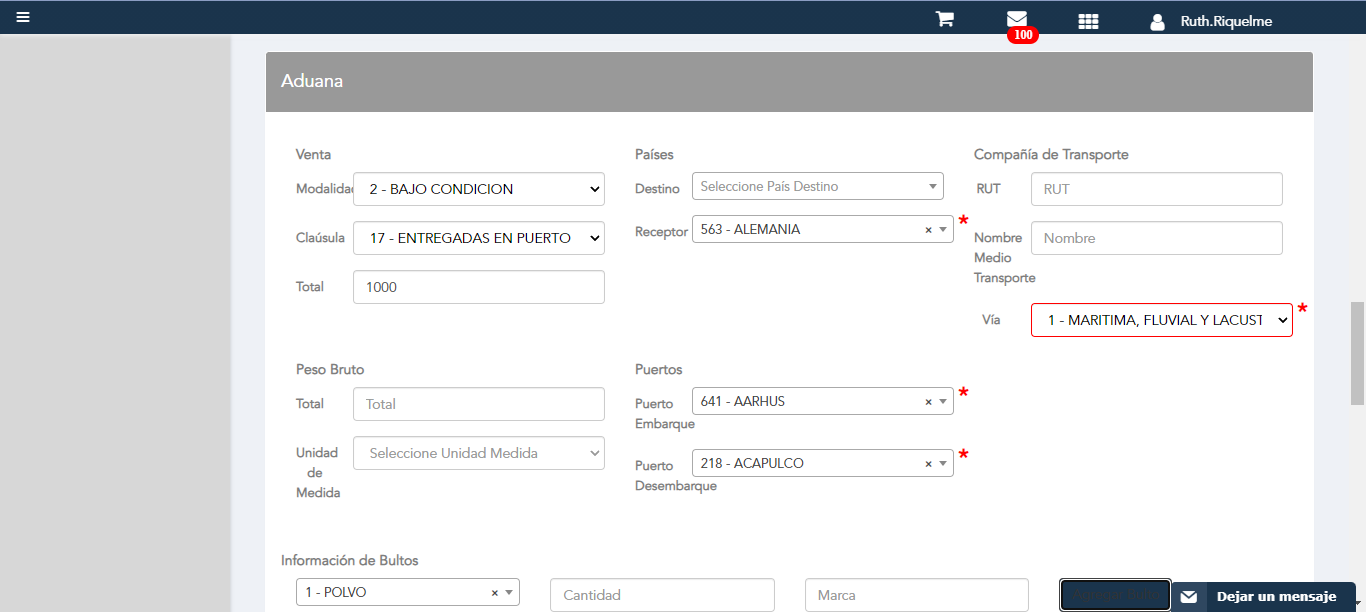 Ruth.Riquelme
100
Aduana
Venta
Países
Compañía de Transporte
Modalidad
2 - BAJO CONDICION
Destino
Seleccione País Destino
RUT
RUT
Claúsula
17 - ENTREGADAS EN PUERTO
Receptor
563 - ALEMANIA
× *
Nombre
Medio
Transporte
Nombre
Total
1000
Vía
1 - MARITIMA, FLUVIAL Y LACUST
*
Peso Bruto
Puertos
Total
Total
Puerto
Embarque
641 - AARHUS
× *
Unidad
de
Medida
Seleccione Unidad Medida
Puerto
Desembarque
218 - ACAPULCO
× *
Información de Bultos
1 - POLVO
×
Cantidad
Marca
Dejar un mensaje